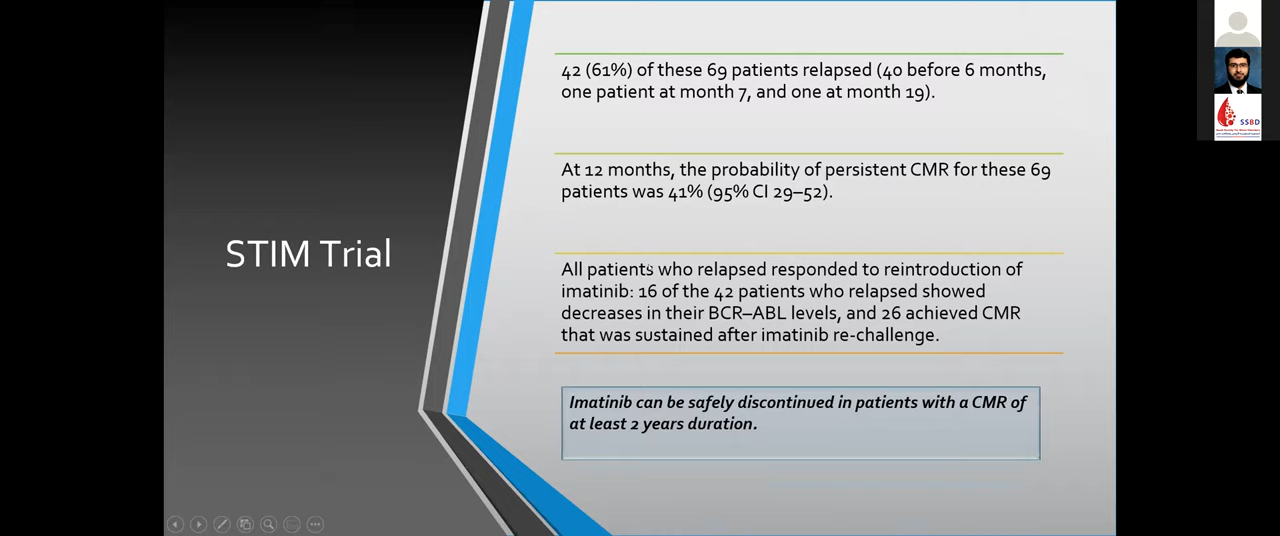 STIM Trial
42 (61%) of these 69 patients relapsed (40 before 6 months,
one patient at month 7, and one at month 19).
At 12 months, the probability of persistent CMR for these 69
patients was 41% (95% CI 29–52).
All patients who relapsed responded to reintroduction of
imatinib: 16 of the 42 patients who relapsed showed
decreases in their BCR–ABL levels, and 26 achieved CMR
that was sustained after imatinib re-challenge.
Imatinib can be safely discontinued in patients with a CMR of
at least 2 years duration.
SSBD